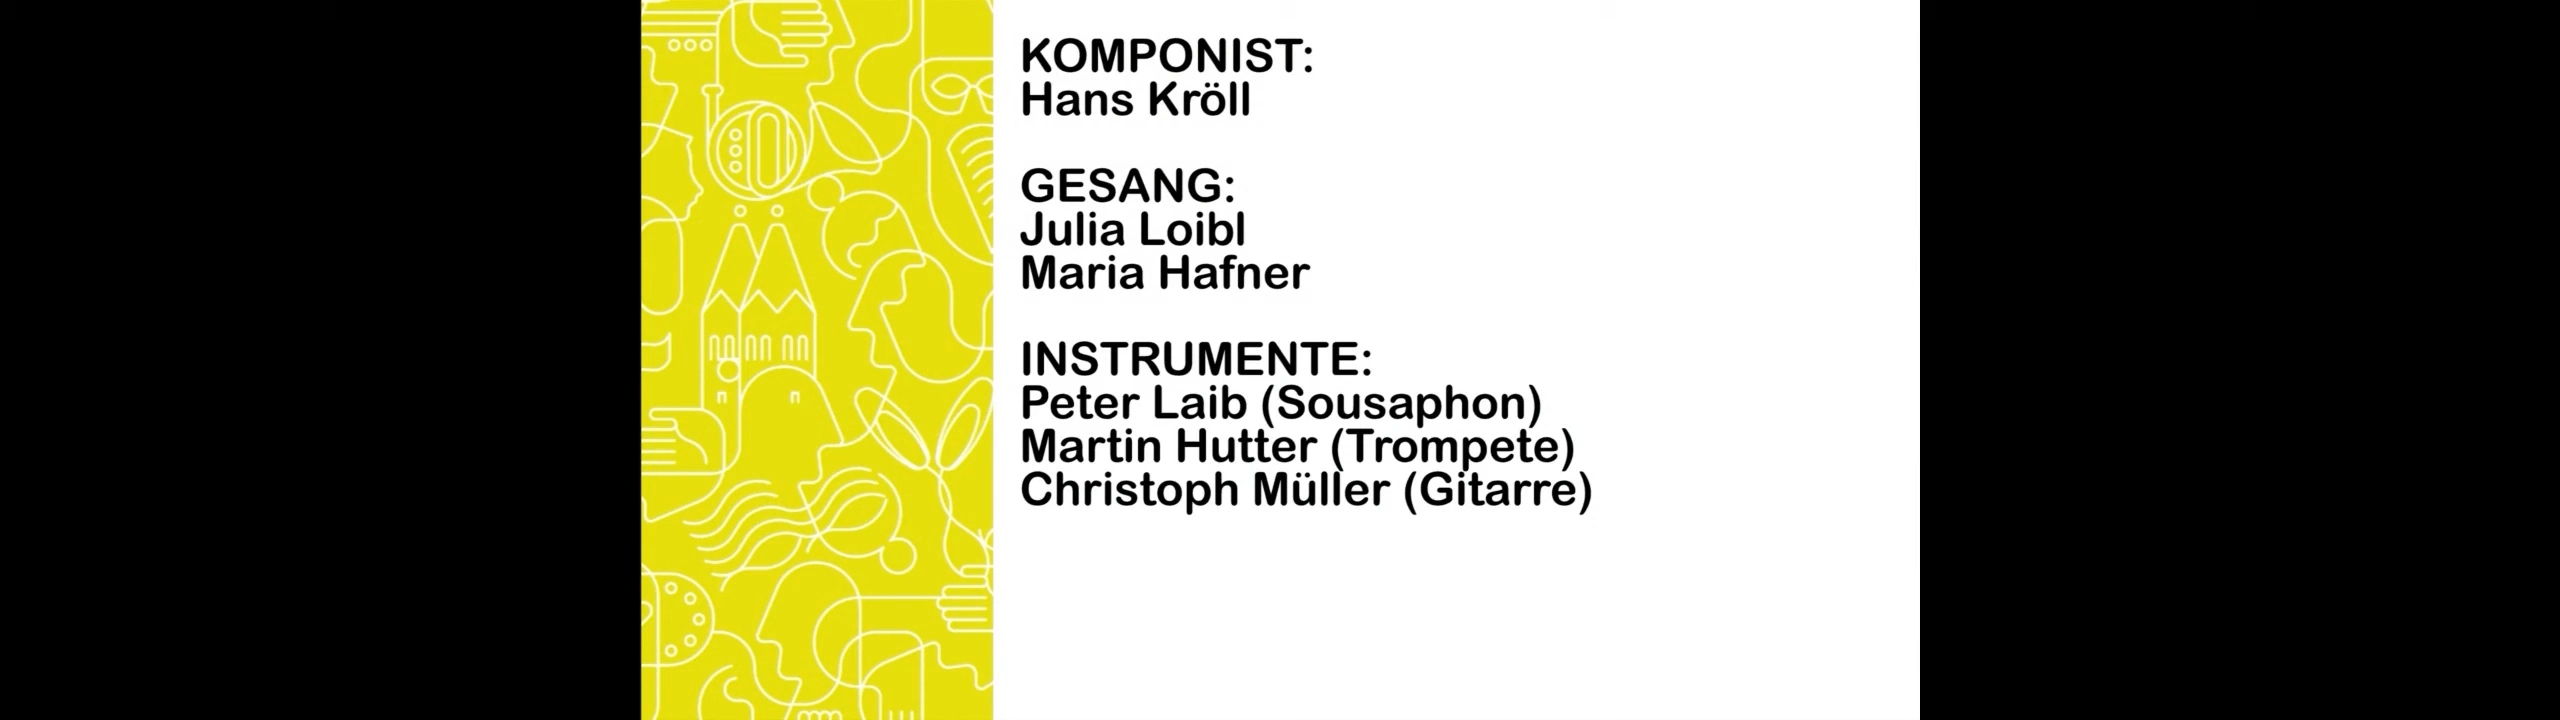 KOMPONIST:
Hans Kröll
GESANG:
Julia Loibl
Maria Hafner
INSTRUMENTE:
Peter Laib (Sousaphon)
Martin Hutter (Trompete)
Christoph Müller (Gitarre)